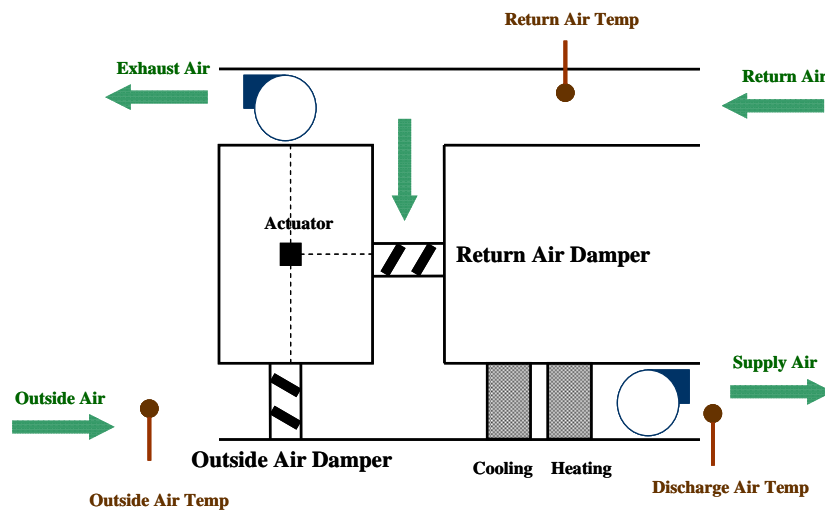 Return Air Temp
Exhaust Air
Return Air
Actuator
Return Air Damper
Supply Air
Outside Air
Outside Air Damper
Cooling
Heating
Discharge Air Temp
Outside Air Temp